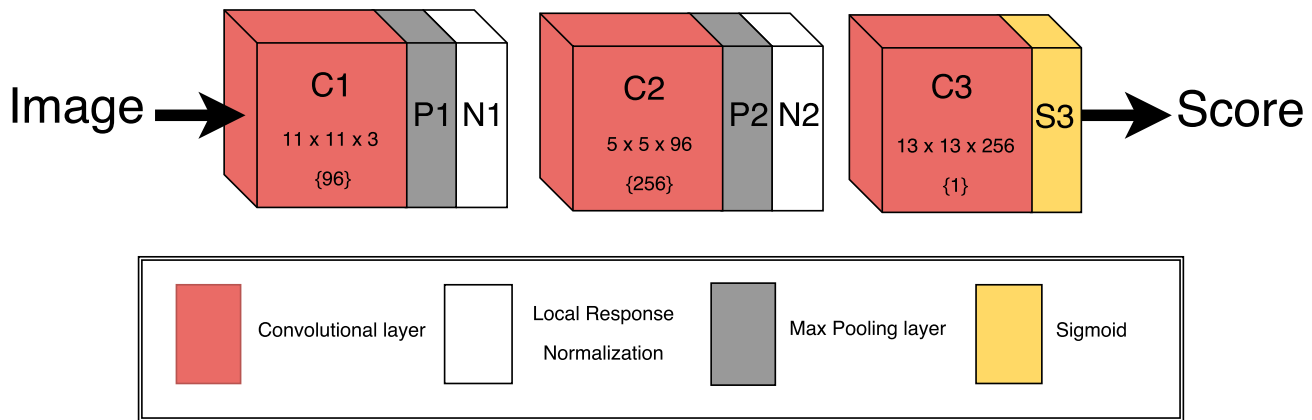 Image
C1
11 x 11 x 3
{96}
P1
N1
C2
5 x 5 x 96
{256}
P2
N2
C3
13 x 13 x 256
{1}
S3
Score
Convolutional layer
Local Response
Normalization
Max Pooling layer
Sigmoid